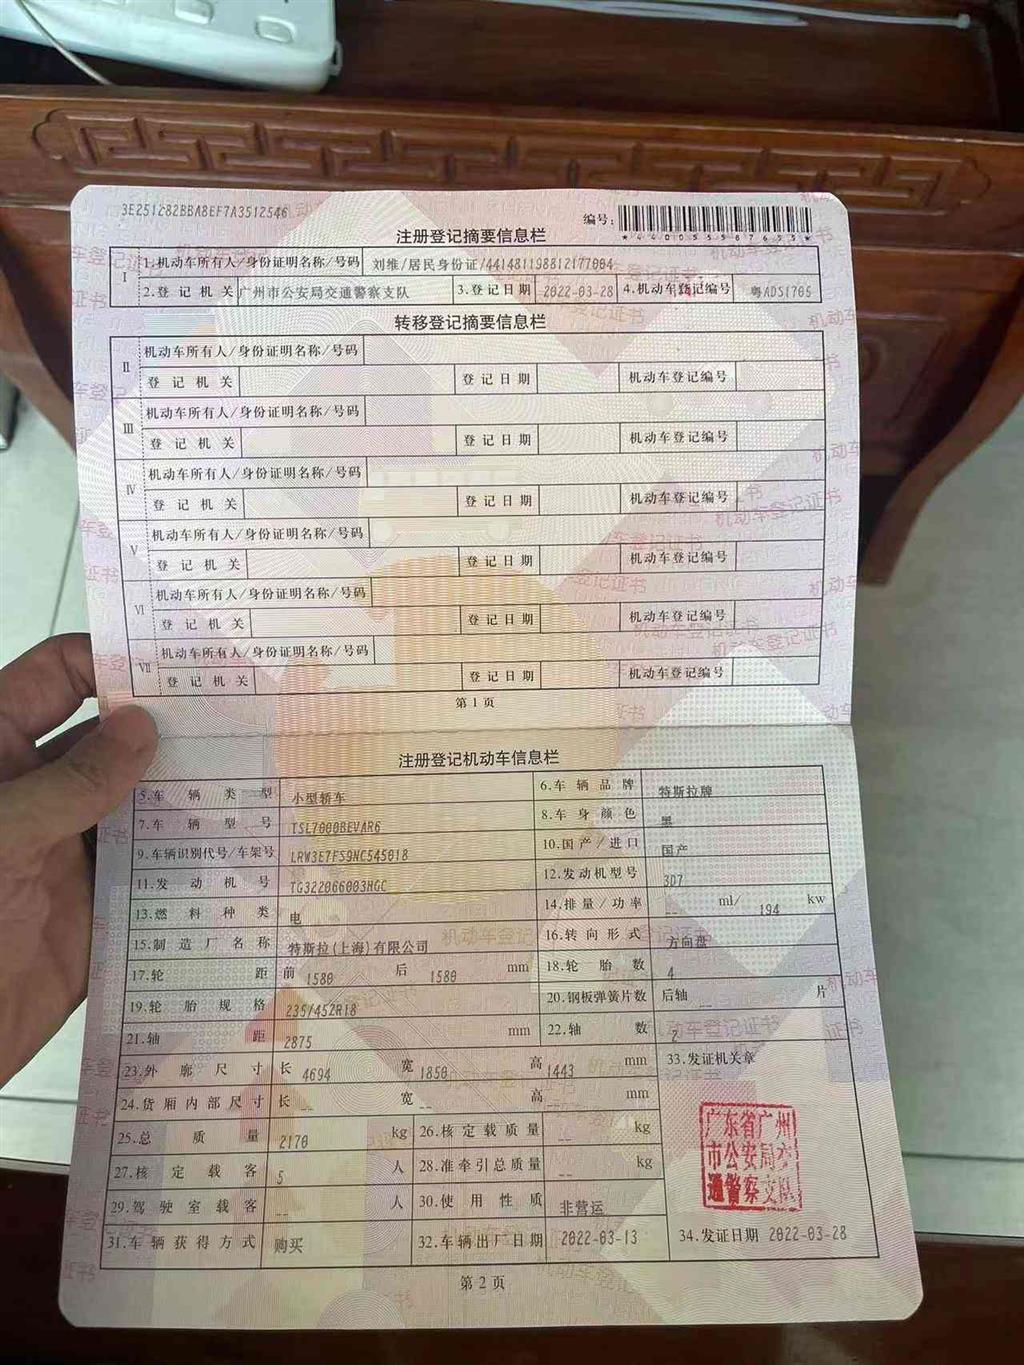 3E251282BBA8EF7A3512546
编号:
*440055587655*
注册登记摘要信息栏
I 1.机动车所有人/身份证明名称/号码 刘维/居民身份证/441481198812177004
2.登记机关 广州市公安局交通警察支队 3.登记日期 2022-03-28 4.机动车登记编号 粤ADS1705
转移登记摘要信息栏
II 机动车所有人/身份证明名称/号码
登记机关 登记日期 机动车登记编号
III 机动车所有人/身份证明名称/号码
登记机关 登记日期 机动车登记编号
IV 机动车所有人/身份证明名称/号码
登记机关 登记日期 机动车登记编号
V 机动车所有人/身份证明名称/号码
登记机关 登记日期 机动车登记编号
VI 机动车所有人/身份证明名称/号码
登记机关 登记日期 机动车登记编号
VII 机动车所有人/身份证明名称/号码
登记机关 登记日期 机动车登记编号
第1页
注册登记机动车信息栏
5.车辆类型 小型轿车 6.车辆品牌 特斯拉牌
7.车辆型号 TSL7000BEVAR6 8.车身颜色 黑
9.车辆识别代号/车架号 LRW3E7FS9NC545018 10.国产/进口 国产
11.发动机号 TG322066003HGC 12.发动机型号 3D7
13.燃料种类 电 14.排量/功率 -- ml/ 194 kw
15.制造厂名称 特斯拉(上海)有限公司 16.转向形式 方向盘
17.轮距 前 1580 后 1580 mm 18.轮胎数 4
19.轮胎规格 235/45ZR18 20.钢板弹簧片数 后轴 -- 片
21.轴距 2875 mm 22.轴数 2
23.外廓尺寸 长 4694 宽 1850 高 1443 mm 33.发证机关章
24.货厢内部尺寸 长 -- 宽 -- 高 -- mm
25.总质量 2170 kg 26.核定载质量 -- kg
27.核定载客 5 人 28.准牵引总质量 -- kg
29.驾驶室载客 -- 人 30.使用性质 非营运
广东省广州
市公安局交
通警察支队
31.车辆获得方式 购买 32.车辆出厂日期 2022-03-13 34.发证日期 2022-03-28
第2页